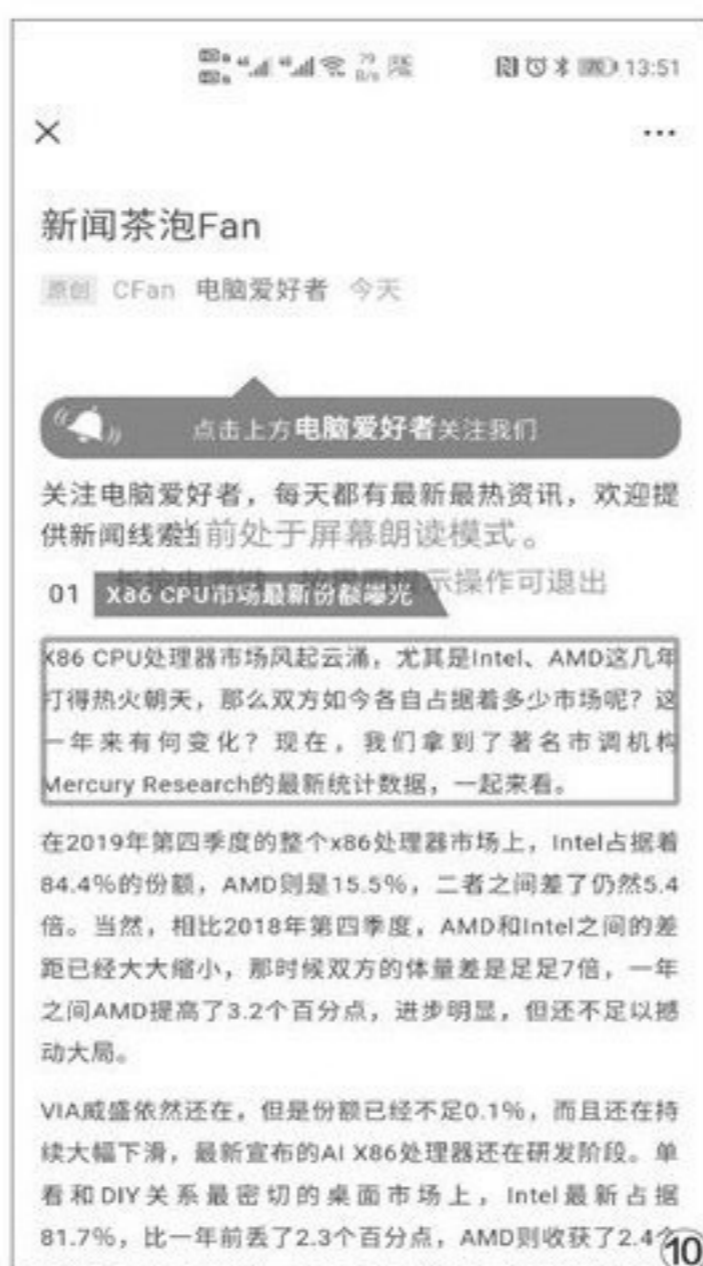 79
B/s
13:51
新闻茶泡Fan
原创 CFan 电脑爱好者 今天
点击上方电脑爱好者关注我们
关注电脑爱好者，每天都有最新最热资讯，欢迎提
供新闻线索!
当前处于屏幕朗读模式。
示操作可退出
01 X86 CPU市场最新份额曝光
X86 CPU处理器市场风起云涌，尤其是Intel、AMD这几年
打得热火朝天，那么双方如今各自占据着多少市场呢？这
一年来有何变化？现在，我们拿到了著名市调机构
Mercury Research的最新统计数据，一起来看。
在2019年第四季度的整个x86处理器市场上，Intel占据着
84.4%的份额，AMD则是15.5%，二者之间差了仍然5.4
倍。当然，相比2018年第四季度，AMD和Intel之间的差
距已经大大缩小，那时候双方的体量差是足足7倍，一年
之间AMD提高了3.2个百分点，进步明显，但还不足以撼
动大局。
VIA威盛依然还在，但是份额已经不足0.1%，而且还在持
续大幅下滑，最新宣布的AI X86处理器还在研发阶段。单
看和DIY关系最密切的桌面市场上，Intel最新占据
81.7%，比一年前丢了2.3个百分点，AMD则收获了2.4个
10